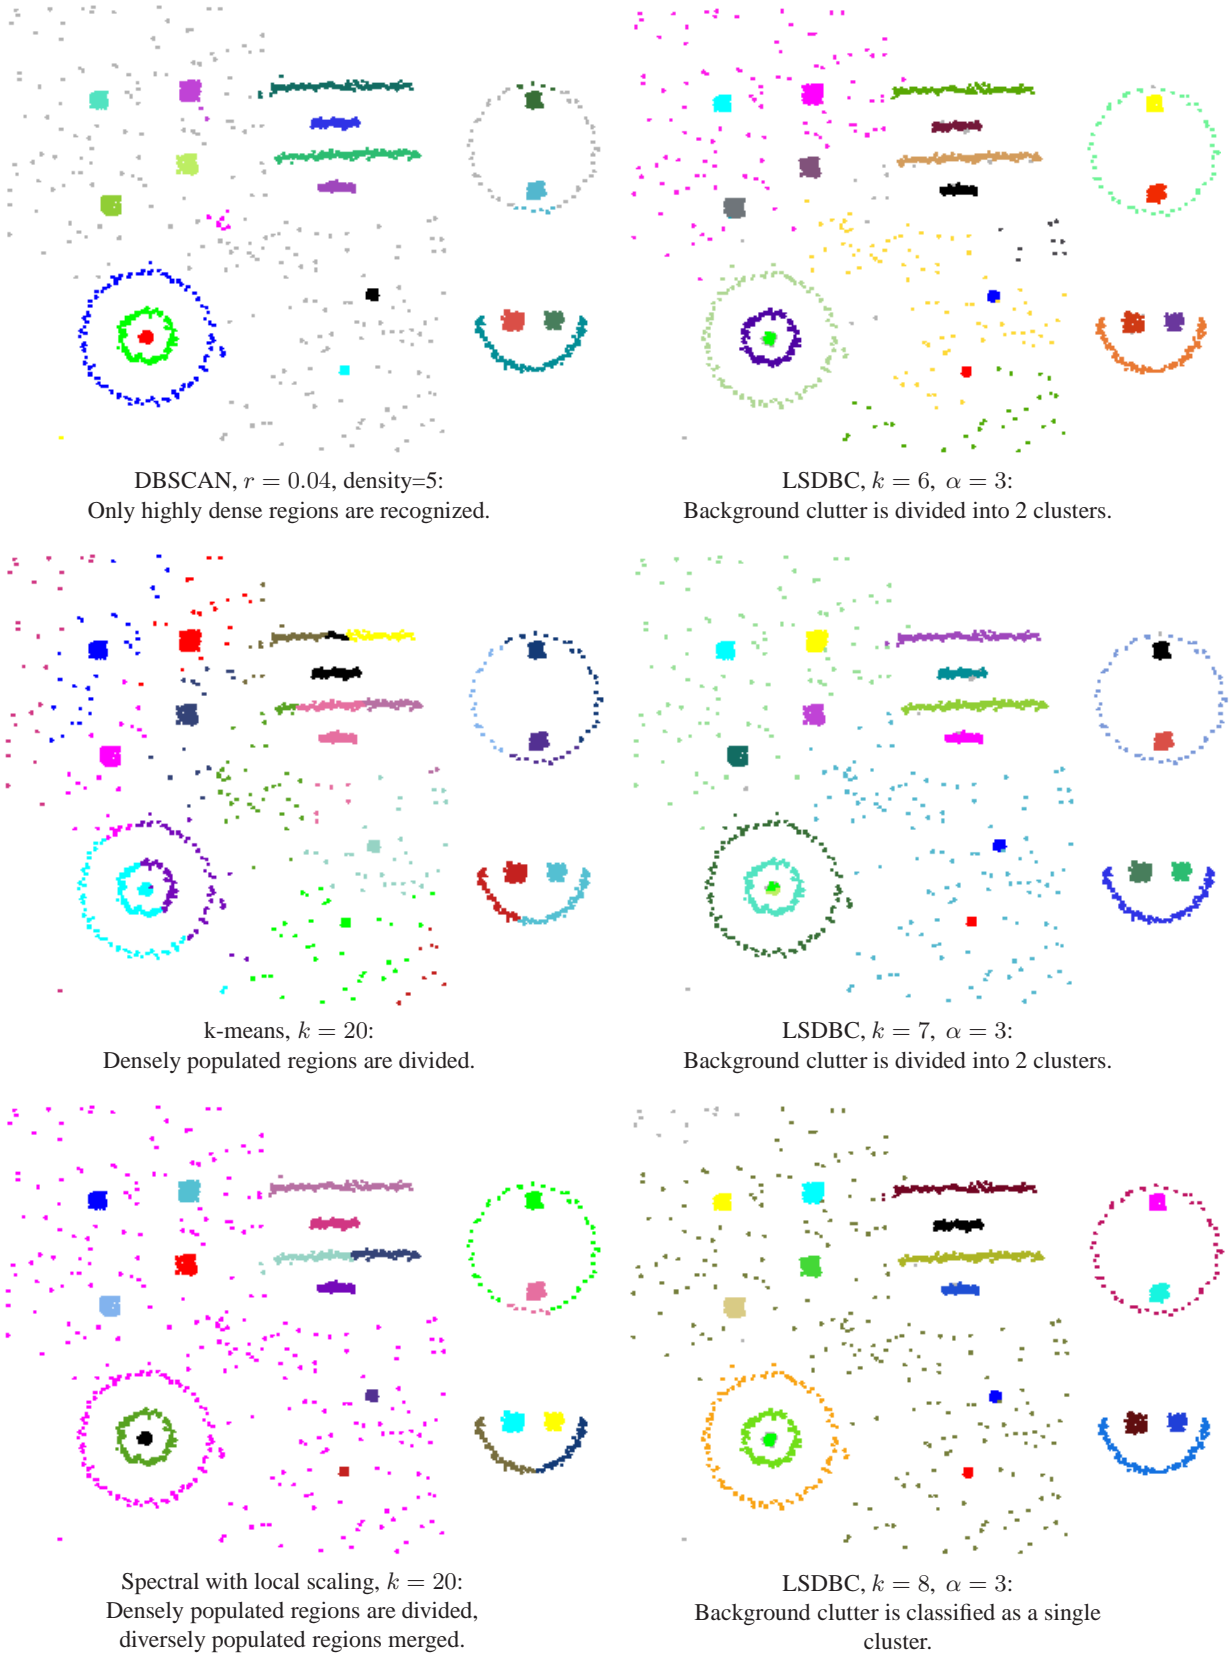 DBSCAN, r = 0.04, density=5:
Only highly dense regions are recognized.
LSDBC, k = 6, α = 3:
Background clutter is divided into 2 clusters.
k-means, k = 20:
Densely populated regions are divided.
LSDBC, k = 7, α = 3:
Background clutter is divided into 2 clusters.
Spectral with local scaling, k = 20:
Densely populated regions are divided,
diversely populated regions merged.
LSDBC, k = 8, α = 3:
Background clutter is classified as a single
cluster.